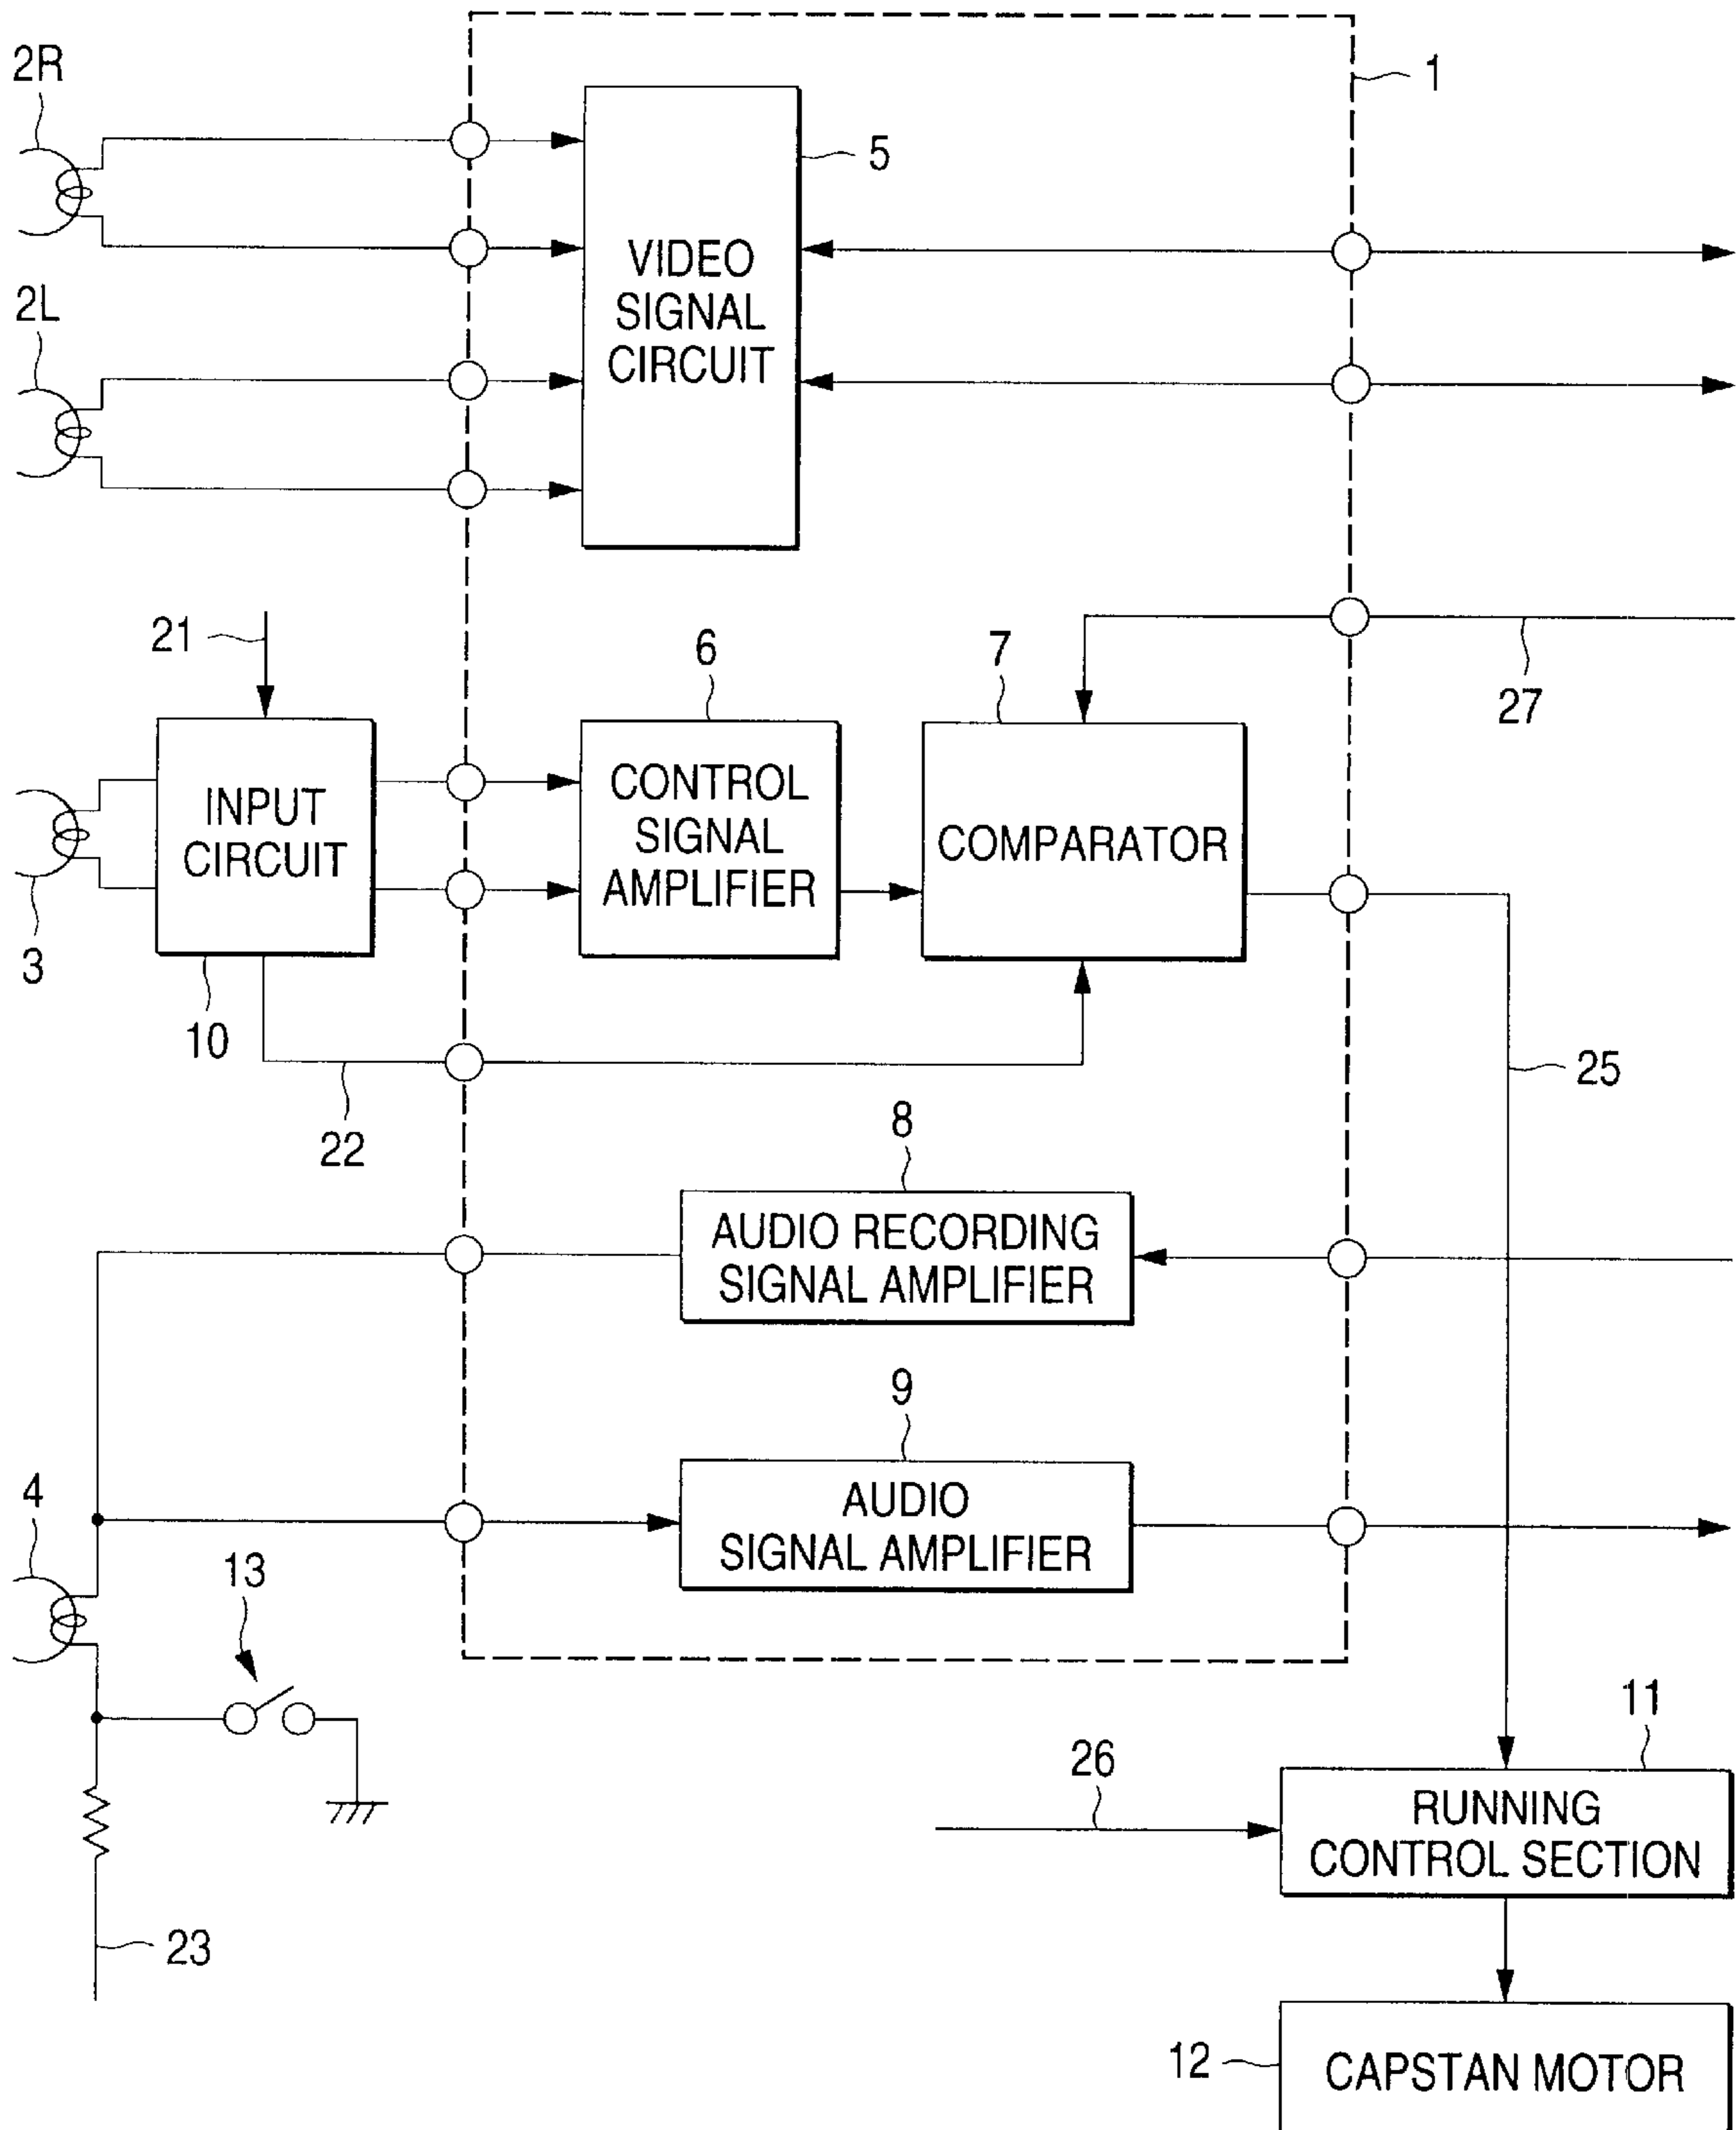 2R
1
5
VIDEO
SIGNAL
CIRCUIT
2L
21
6
7
27
INPUT
CIRCUIT
CONTROL
SIGNAL
AMPLIFIER
COMPARATOR
3
10
22
25
8
AUDIO RECORDING
SIGNAL AMPLIFIER
9
4
AUDIO
SIGNAL AMPLIFIER
13
11
26
RUNNING
CONTROL SECTION
23
12
CAPSTAN MOTOR